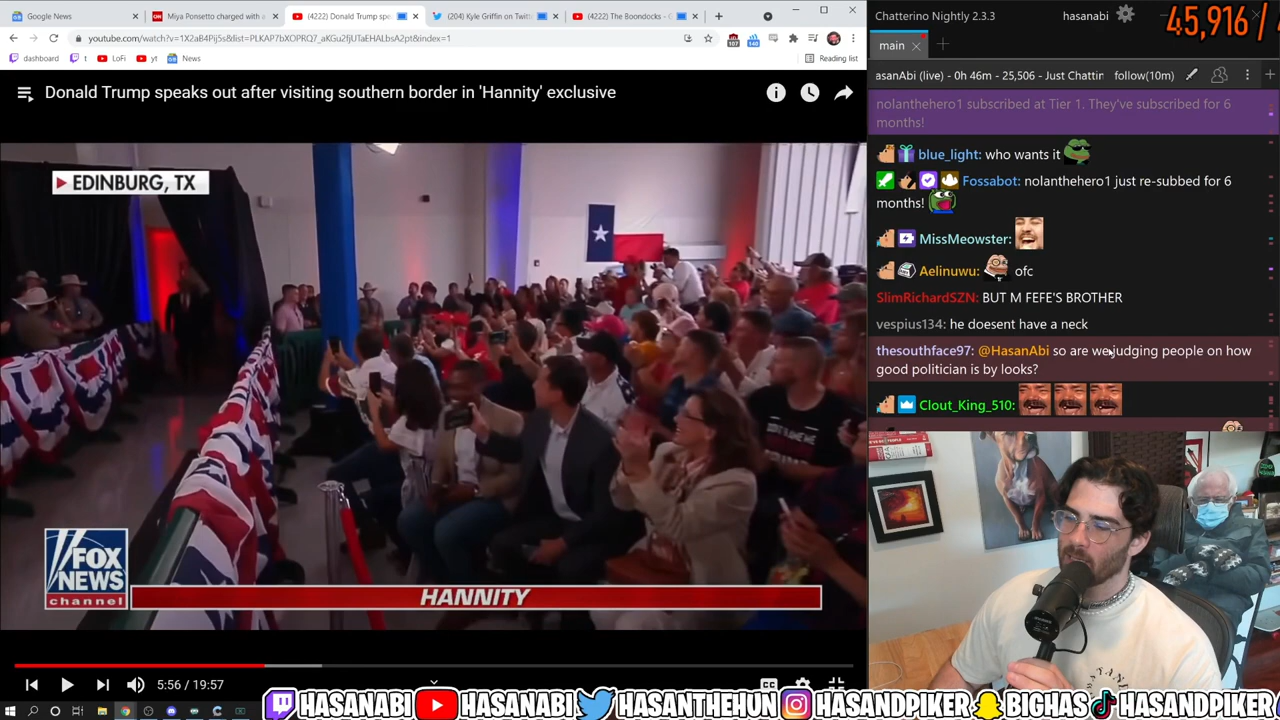 Google News
Miya Ponsetto charged with a
(4222) Donald Trump spe
(204) Kyle Griffin on Twitt
(4222) The Boondocks - C
youtube.com/watch?v=1X2aB4Pij5s&list=PLKAP7bXOPRQ7_aKGu2fjUTaEHALbsA2pt&index=1
107
140
dashboard
t
LoFi
yt
News
Reading list
Donald Trump speaks out after visiting southern border in 'Hannity' exclusive
EDINBURG, TX
FOX
NEWS
channel
HANNITY
5:56 / 19:57
Chatterino Nightly 2.3.3
hasanabi
45,916 /
main
asanAbi (live) - 0h 46m - 25,506 - Just Chattin
follow(10m)
nolanthehero1 subscribed at Tier 1. They've subscribed for 6
months!
blue_light: who wants it
Fossabot: nolanthehero1 just re-subbed for 6
months!
MissMeowster:
Aelinuwu: ofc
SlimRichardSZN: BUT M FEFE'S BROTHER
vespius134: he doesent have a neck
thesouthface97: @HasanAbi so are we judging people on how
good politician is by looks?
Clout_King_510:
HASANABI
HASANABI
HASANTHEHUN
HASANDPIKER
BIGHAS
HASANDPIKER